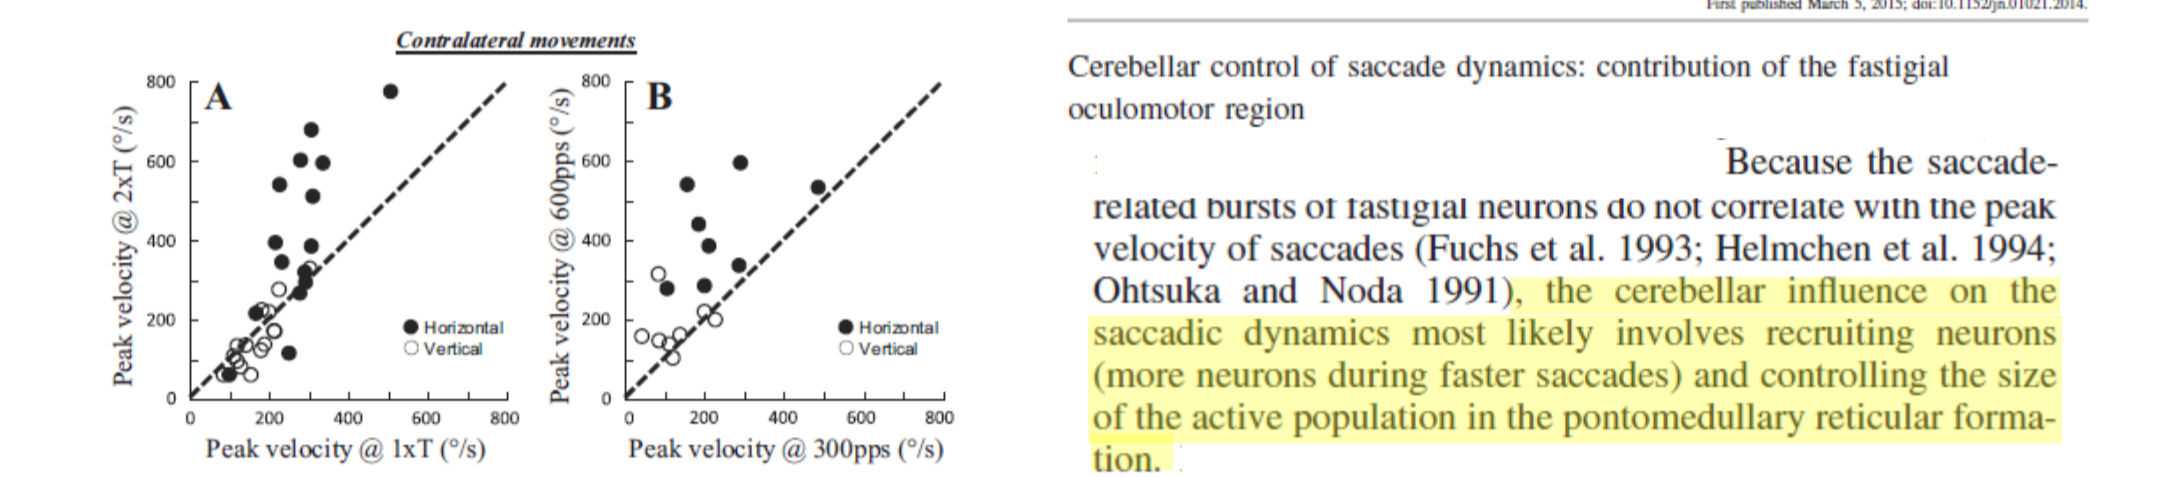 Contralateral movements
A
Peak velocity @ 2xT (°/s)
800
600
400
200
0
Horizontal
Vertical
0 200 400 600 800
Peak velocity @ 1xT (°/s)
B
Peak velocity @ 600pps (°/s)
800
600
400
200
0
Horizontal
Vertical
0 200 400 600 800
Peak velocity @ 300pps (°/s)
First published March 5, 2015; doi:10.1152/jn.01021.2014.
Cerebellar control of saccade dynamics: contribution of the fastigial
oculomotor region
Because the saccade-
related bursts of fastigial neurons do not correlate with the peak
velocity of saccades (Fuchs et al. 1993; Helmchen et al. 1994;
Ohtsuka and Noda 1991), the cerebellar influence on the
saccadic dynamics most likely involves recruiting neurons
(more neurons during faster saccades) and controlling the size
of the active population in the pontomedullary reticular forma-
tion.